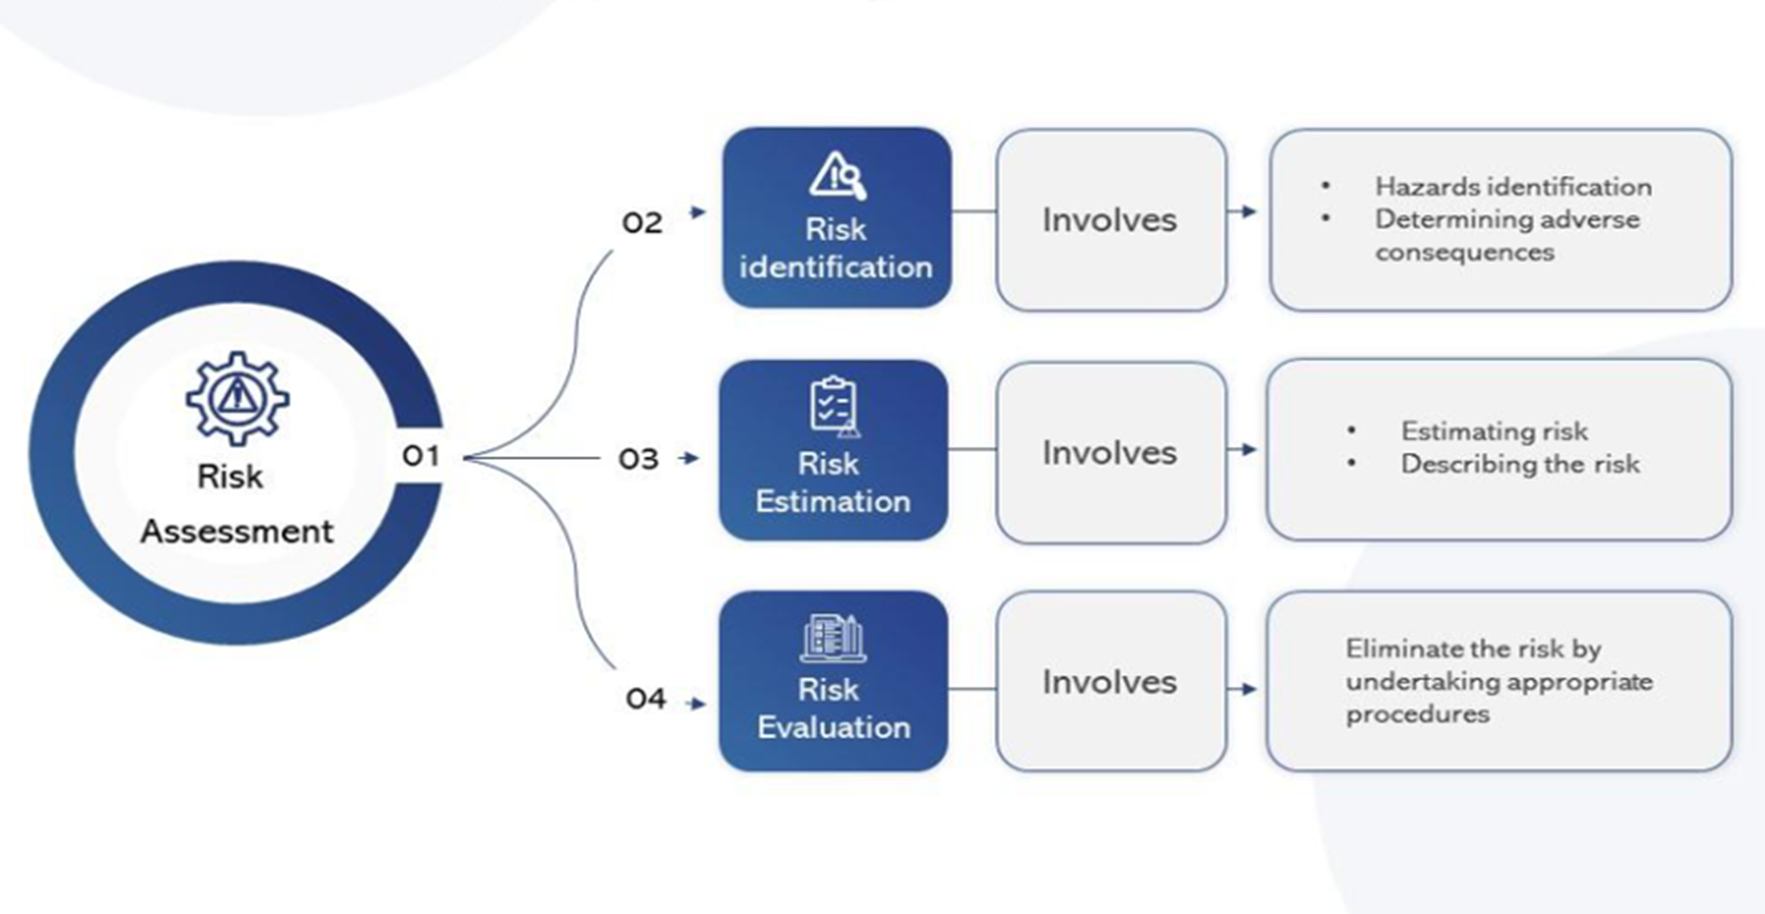 01
Risk
Assessment
02
Risk
identification
Involves
• Hazards identification
• Determining adverse
consequences
03
Risk
Estimation
Involves
• Estimating risk
• Describing the risk
04
Risk
Evaluation
Involves
Eliminate the risk by
undertaking appropriate
procedures